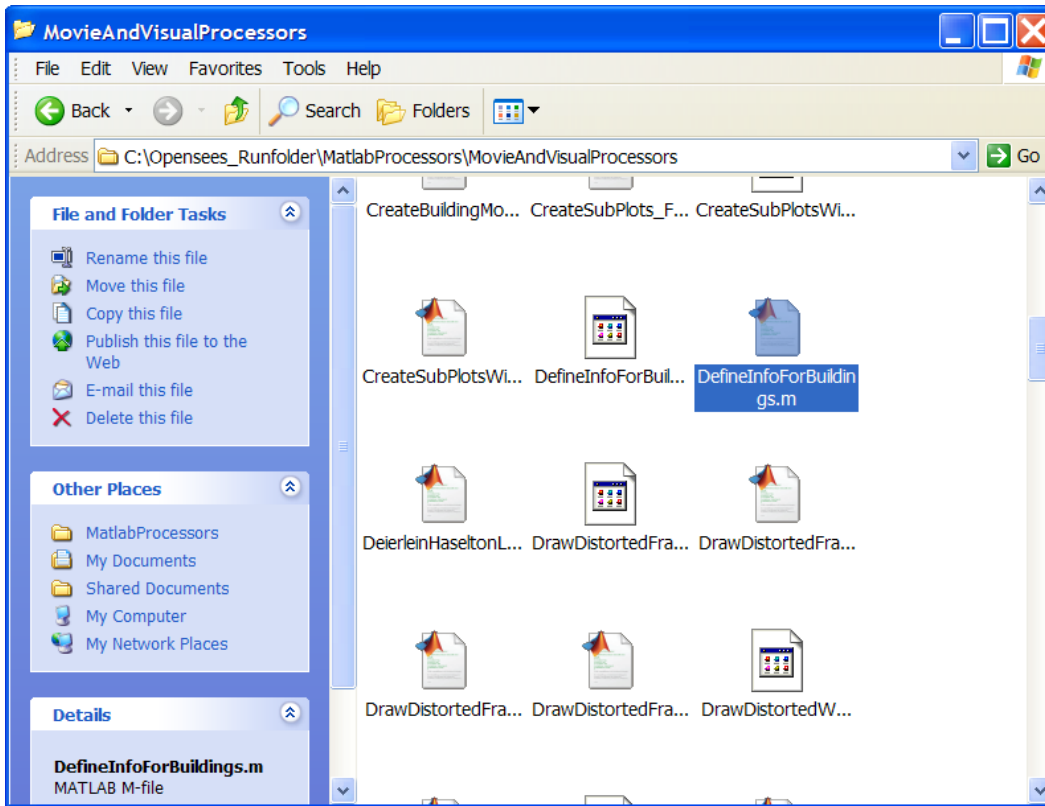 MovieAndVisualProcessors
File Edit View Favorites Tools Help
Back Search Folders
Address C:\Opensees_Runfolder\MatlabProcessors\MovieAndVisualProcessors Go
File and Folder Tasks
Rename this file
Move this file
Copy this file
Publish this file to the
Web
E-mail this file
Delete this file
Other Places
MatlabProcessors
My Documents
Shared Documents
My Computer
My Network Places
Details
DefineInfoForBuildings.m
MATLAB M-file
CreateBuildingMo... CreateSubPlots_F... CreateSubPlotsWi...
CreateSubPlotsWi... DefineInfoForBuil... DefineInfoForBuildin
gs.m
DeierleinHaseltonL... DrawDistortedFra... DrawDistortedFra...
DrawDistortedFra... DrawDistortedFra... DrawDistortedW...